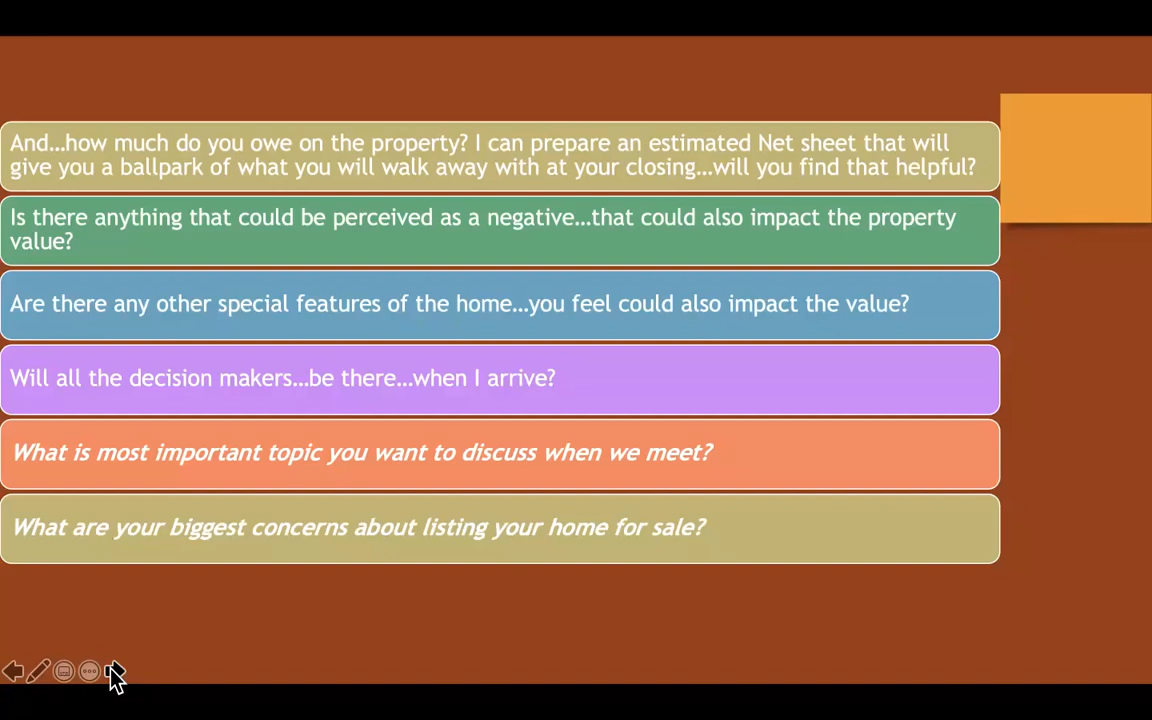 And...how much do you owe on the property? I can prepare an estimated Net sheet that will
give you a ballpark of what you will walk away with at your closing...will you find that helpful?
Is there anything that could be perceived as a negative...that could also impact the property
value?
Are there any other special features of the home...you feel could also impact the value?
Will all the decision makers...be there...when I arrive?
What is most important topic you want to discuss when we meet?
What are your biggest concerns about listing your home for sale?